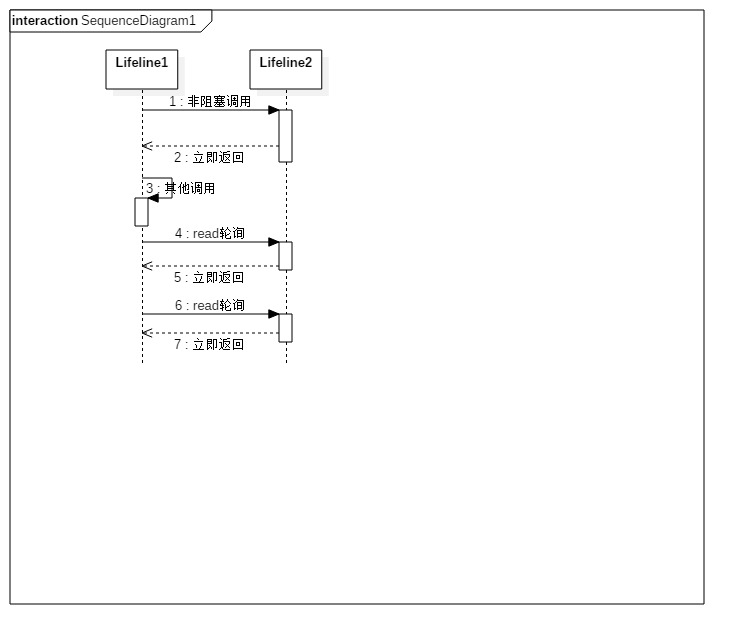 interaction SequenceDiagram1
Lifeline1
Lifeline2
1 : 非阻塞调用
2 : 立即返回
3 : 其他调用
4 : read轮询
5 : 立即返回
6 : read轮询
7 : 立即返回